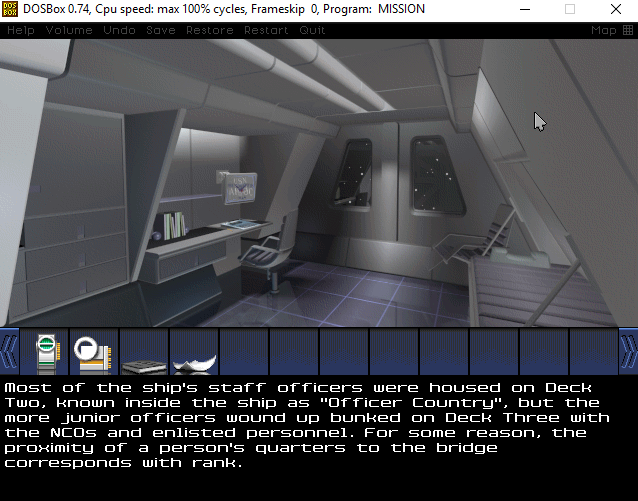 DOSBox 0.74, Cpu speed: max 100% cycles, Frameskip 0, Program: MISSION
Help Volume Undo Save Restore Restart Quit Map
Most of the ship's staff officers were housed on Deck
Two, known inside the ship as "Officer Country", but the
more junior officers wound up bunked on Deck Three with
the NCOs and enlisted personnel. For some reason, the
proximity of a person's quarters to the bridge
corresponds with rank.